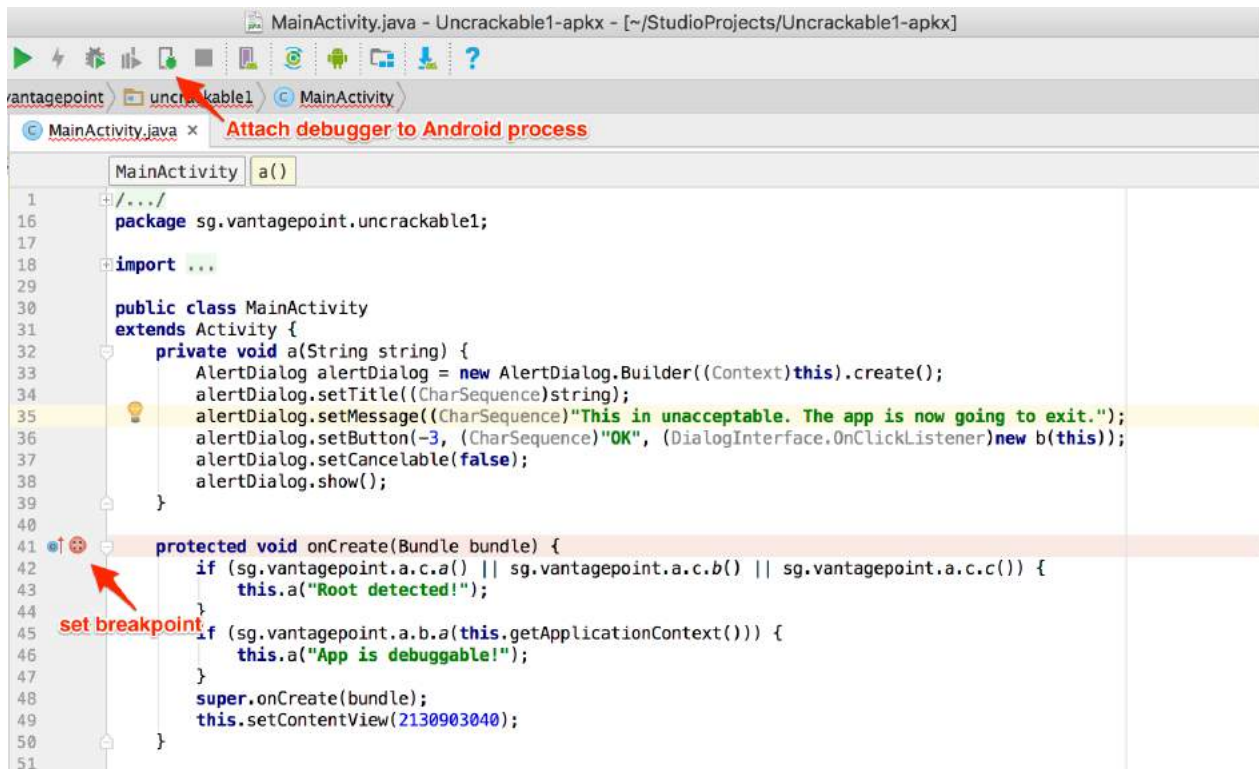 MainActivity.java - Uncrackable1-apkx - [~/StudioProjects/Uncrackable1-apkx]
vantagepoint uncrackable1 MainActivity
MainActivity.java × Attach debugger to Android process
MainActivity a()
1 /.../
16 package sg.vantagepoint.uncrackable1;
17
18 import ...
29
30 public class MainActivity
31 extends Activity {
32 private void a(String string) {
33 AlertDialog alertDialog = new AlertDialog.Builder((Context)this).create();
34 alertDialog.setTitle((CharSequence)string);
35 alertDialog.setMessage((CharSequence)"This in unacceptable. The app is now going to exit.");
36 alertDialog.setButton(-3, (CharSequence)"OK", (DialogInterface.OnClickListener)new b(this));
37 alertDialog.setCancelable(false);
38 alertDialog.show();
39 }
40
41 protected void onCreate(Bundle bundle) {
42 if (sg.vantagepoint.a.c.a() || sg.vantagepoint.a.c.b() || sg.vantagepoint.a.c.c()) {
43 this.a("Root detected!");
44 }
set breakpoint
45 if (sg.vantagepoint.a.b.a(this.getApplicationContext())) {
46 this.a("App is debuggable!");
47 }
48 super.onCreate(bundle);
49 this.setContentView(2130903040);
50 }
51